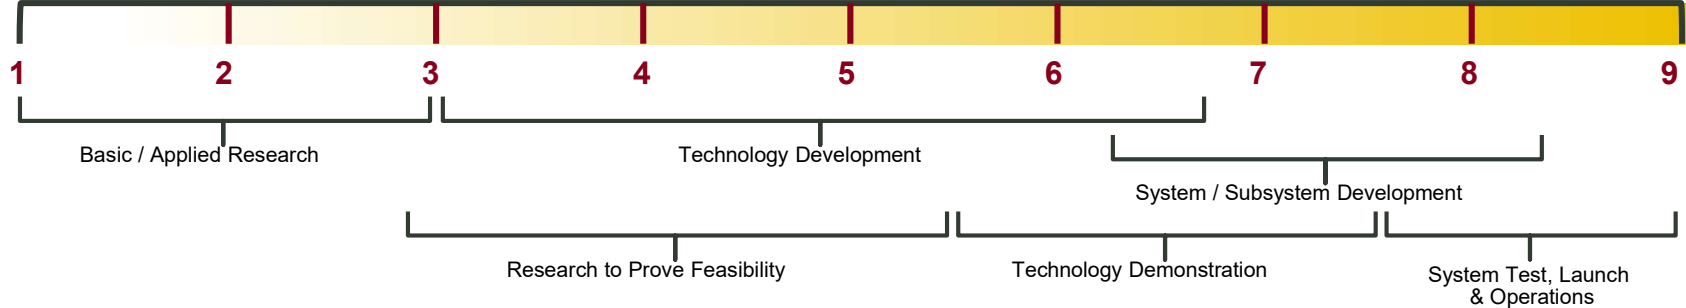 1 2 3 4 5 6 7 8 9
Basic / Applied Research
Technology Development
System / Subsystem Development
Research to Prove Feasibility
Technology Demonstration
System Test, Launch
& Operations